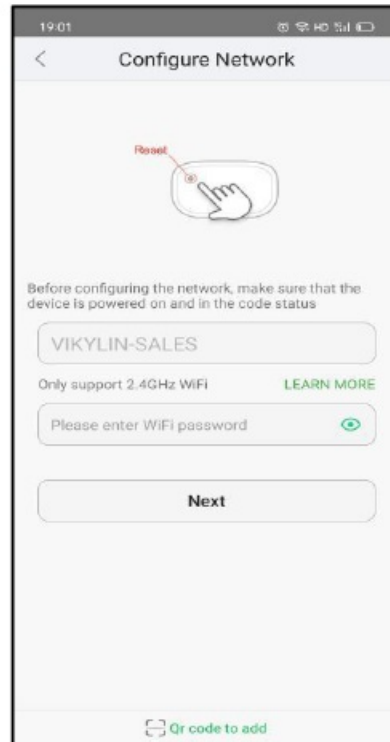 19:01
HD
Configure Network
Reset
Before configuring the network, make sure that the
device is powered on and in the code status
VIKYLIN-SALES
Only support 2.4GHz WiFi LEARN MORE
Please enter WiFi password
Next
Qr code to add